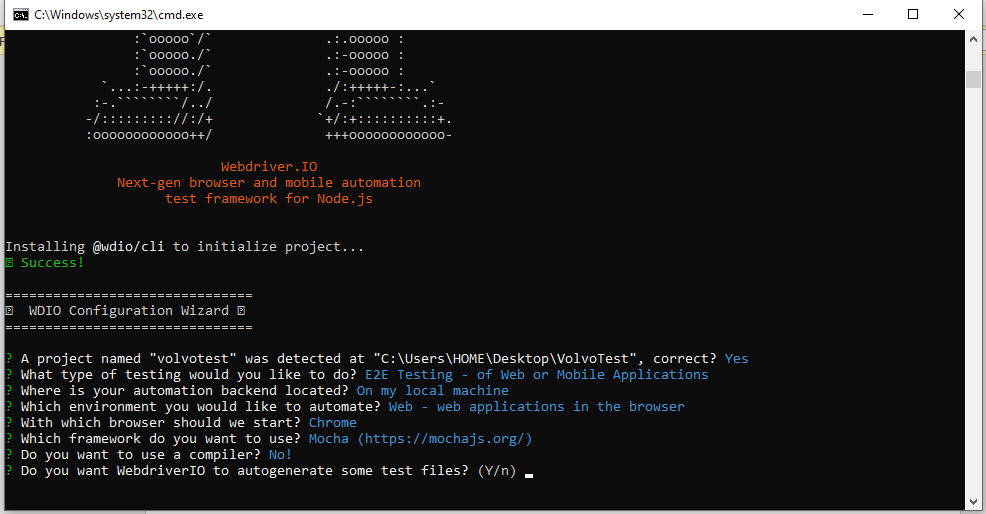 C:\Windows\system32\cmd.exe
:`ooooo`/`                .:.ooooo :
:`ooooo./`                .:-ooooo :
:`ooooo./`                .:-ooooo :
`...:-+++++:/.              ./:+++++-:...`
:-.````````/../              /.-:````````.:-
-/:::::::::://:/+             `+/:+::::::::::+.
:oooooooooooo++/              +++oooooooooooo-
Webdriver.IO
Next-gen browser and mobile automation
test framework for Node.js
Installing @wdio/cli to initialize project...
Success!
===============================
WDIO Configuration Wizard
===============================
? A project named "volvotest" was detected at "C:\Users\HOME\Desktop\VolvoTest", correct? Yes
? What type of testing would you like to do? E2E Testing - of Web or Mobile Applications
? Where is your automation backend located? On my local machine
? Which environment you would like to automate? Web - web applications in the browser
? With which browser should we start? Chrome
? Which framework do you want to use? Mocha (https://mochajs.org/)
? Do you want to use a compiler? No!
? Do you want WebdriverIO to autogenerate some test files? (Y/n)